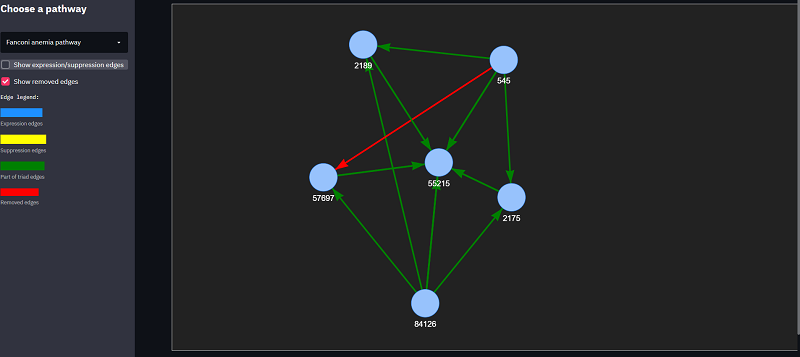 Choose a pathway
Fanconi anemia pathway
Show expression/suppression edges
Show removed edges
Edge legend:
Expression edges
Suppression edges
Part of triad edges
Removed edges
2189
545
57697
55215
2175
84126